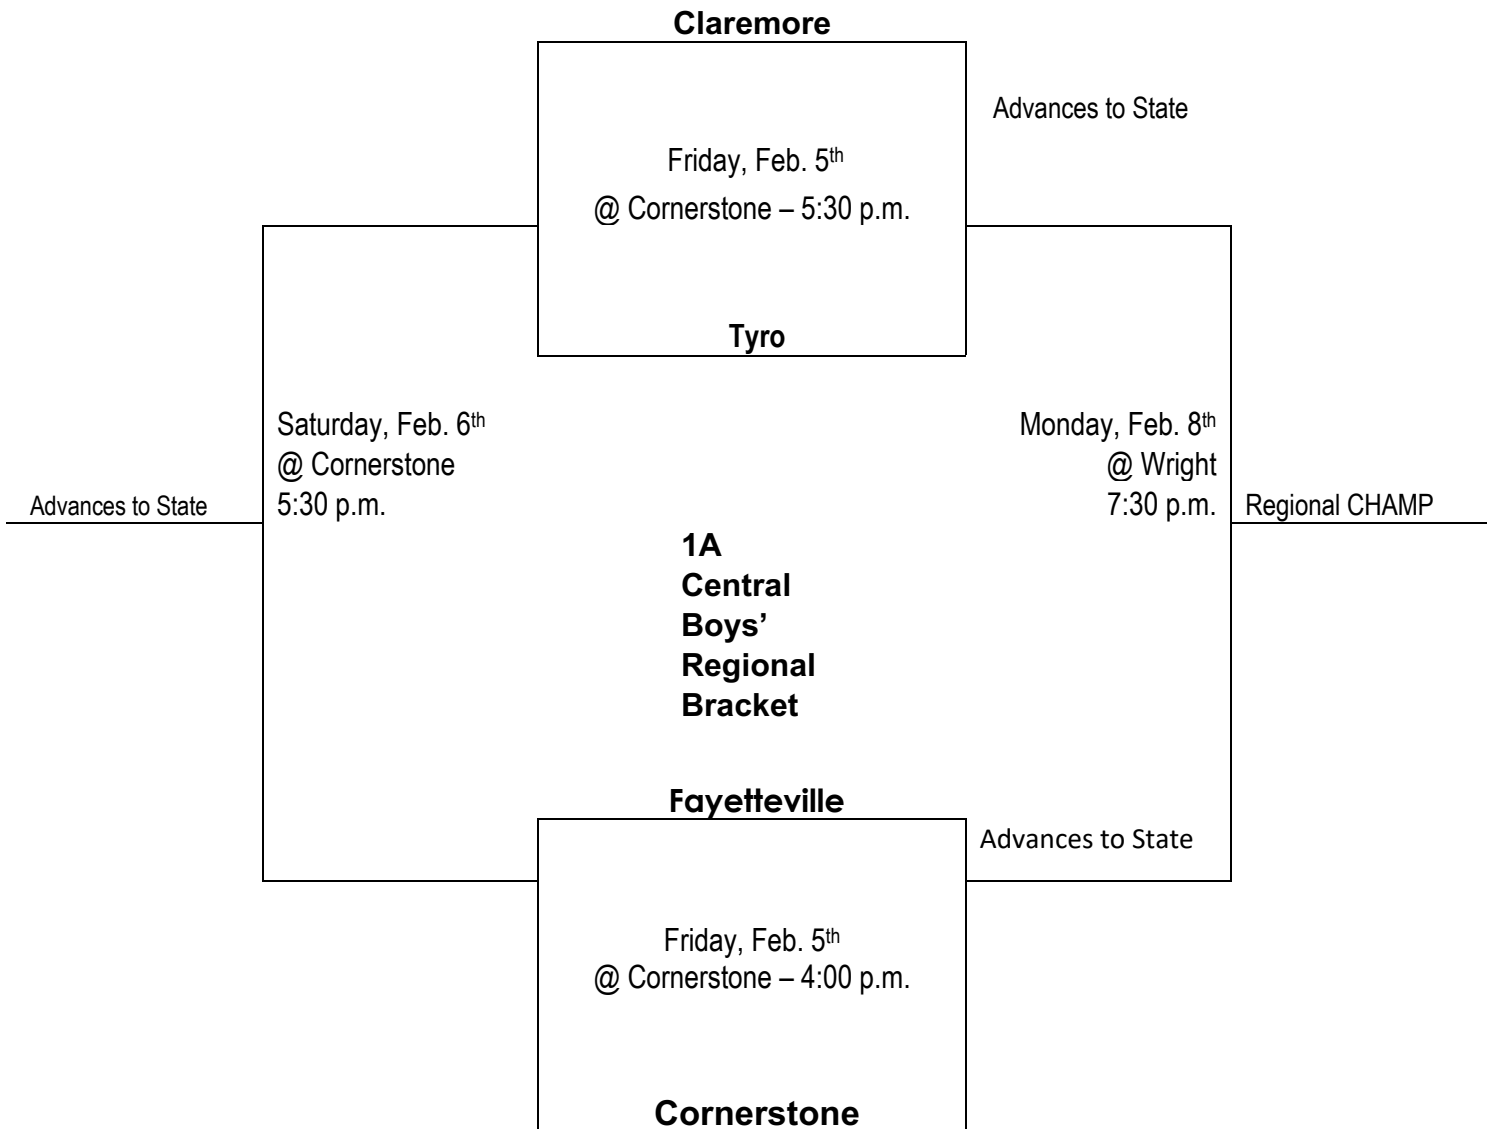 Claremore
Advances to State
Friday, Feb. 5th
@ Cornerstone – 5:30 p.m.
Tyro
Saturday, Feb. 6th
@ Cornerstone
5:30 p.m.
Advances to State
Monday, Feb. 8th
@ Wright
7:30 p.m.
Regional CHAMP
1A
Central
Boys’
Regional
Bracket
Fayetteville
Advances to State
Friday, Feb. 5th
@ Cornerstone – 4:00 p.m.
Cornerstone